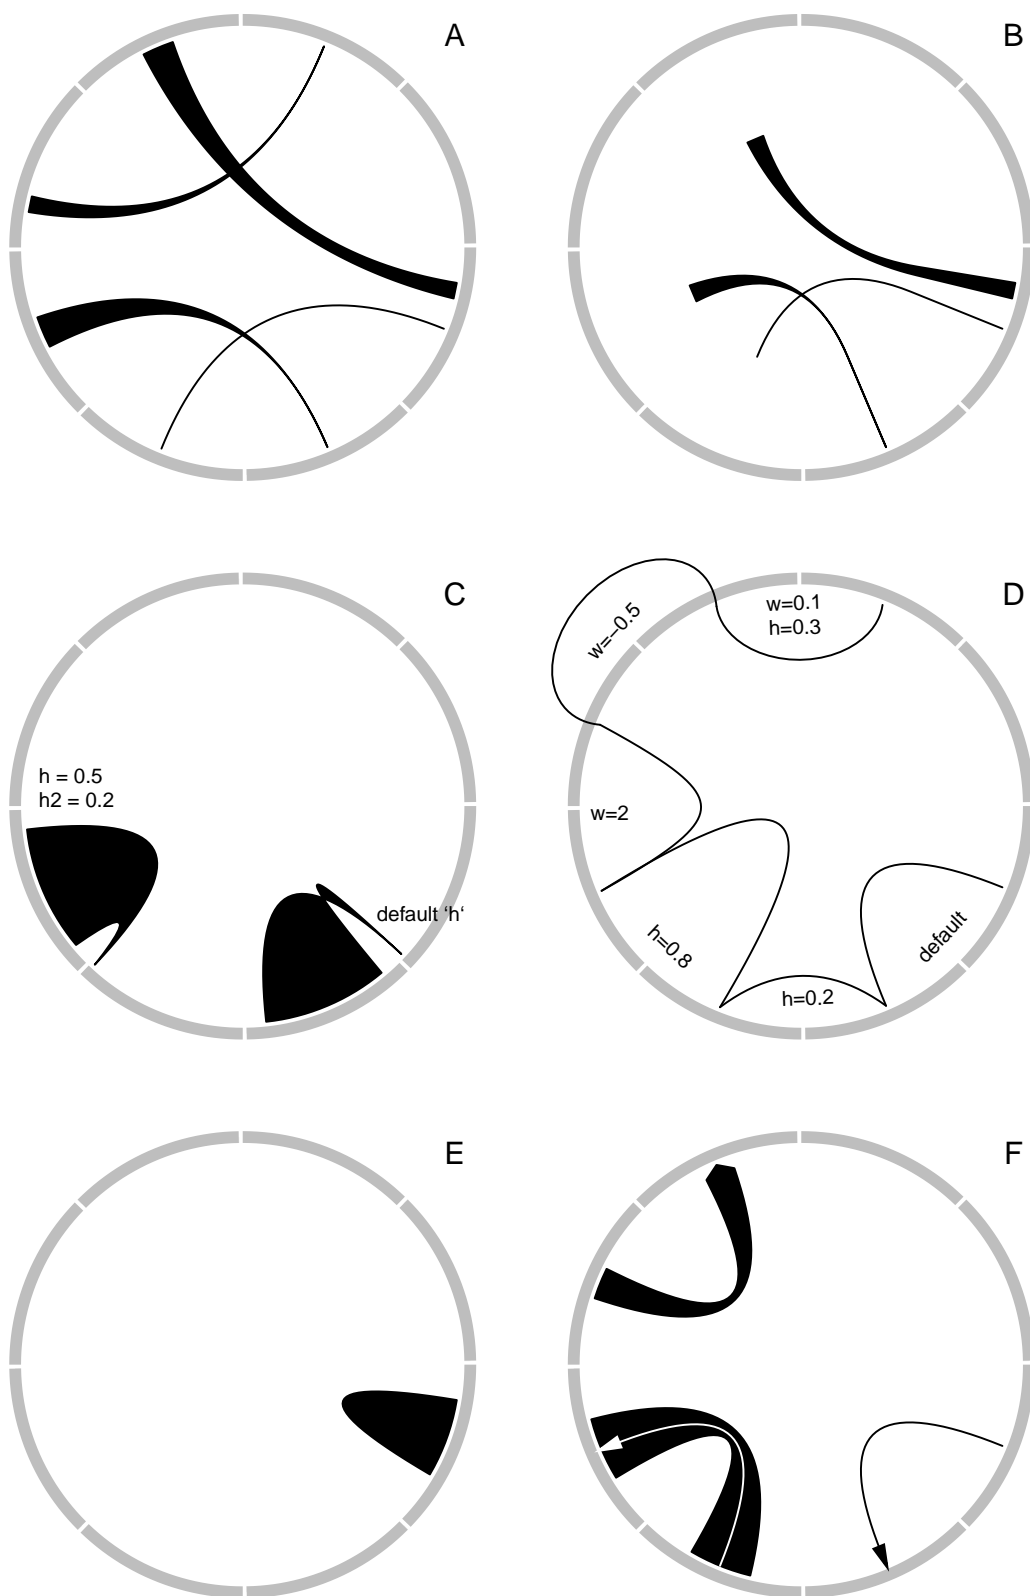 A
B
C
h = 0.5
h2 = 0.2
default ‘h‘
D
w=0.1
h=0.3
w=−0.5
w=2
h=0.8
h=0.2
default
E
F